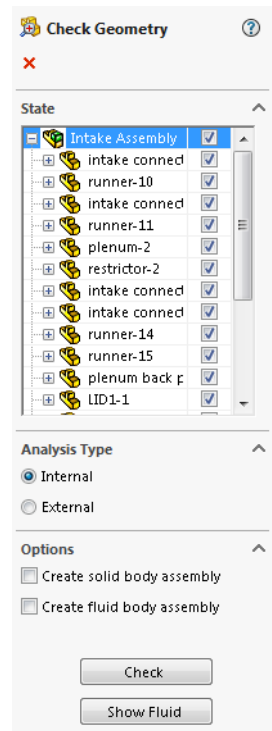 Check Geometry
State
Intake Assembly
intake connect
runner-10
intake connect
runner-11
plenum-2
restrictor-2
intake connect
intake connect
runner-14
runner-15
plenum back p
LID1-1
Analysis Type
Internal
External
Options
Create solid body assembly
Create fluid body assembly
Check
Show Fluid